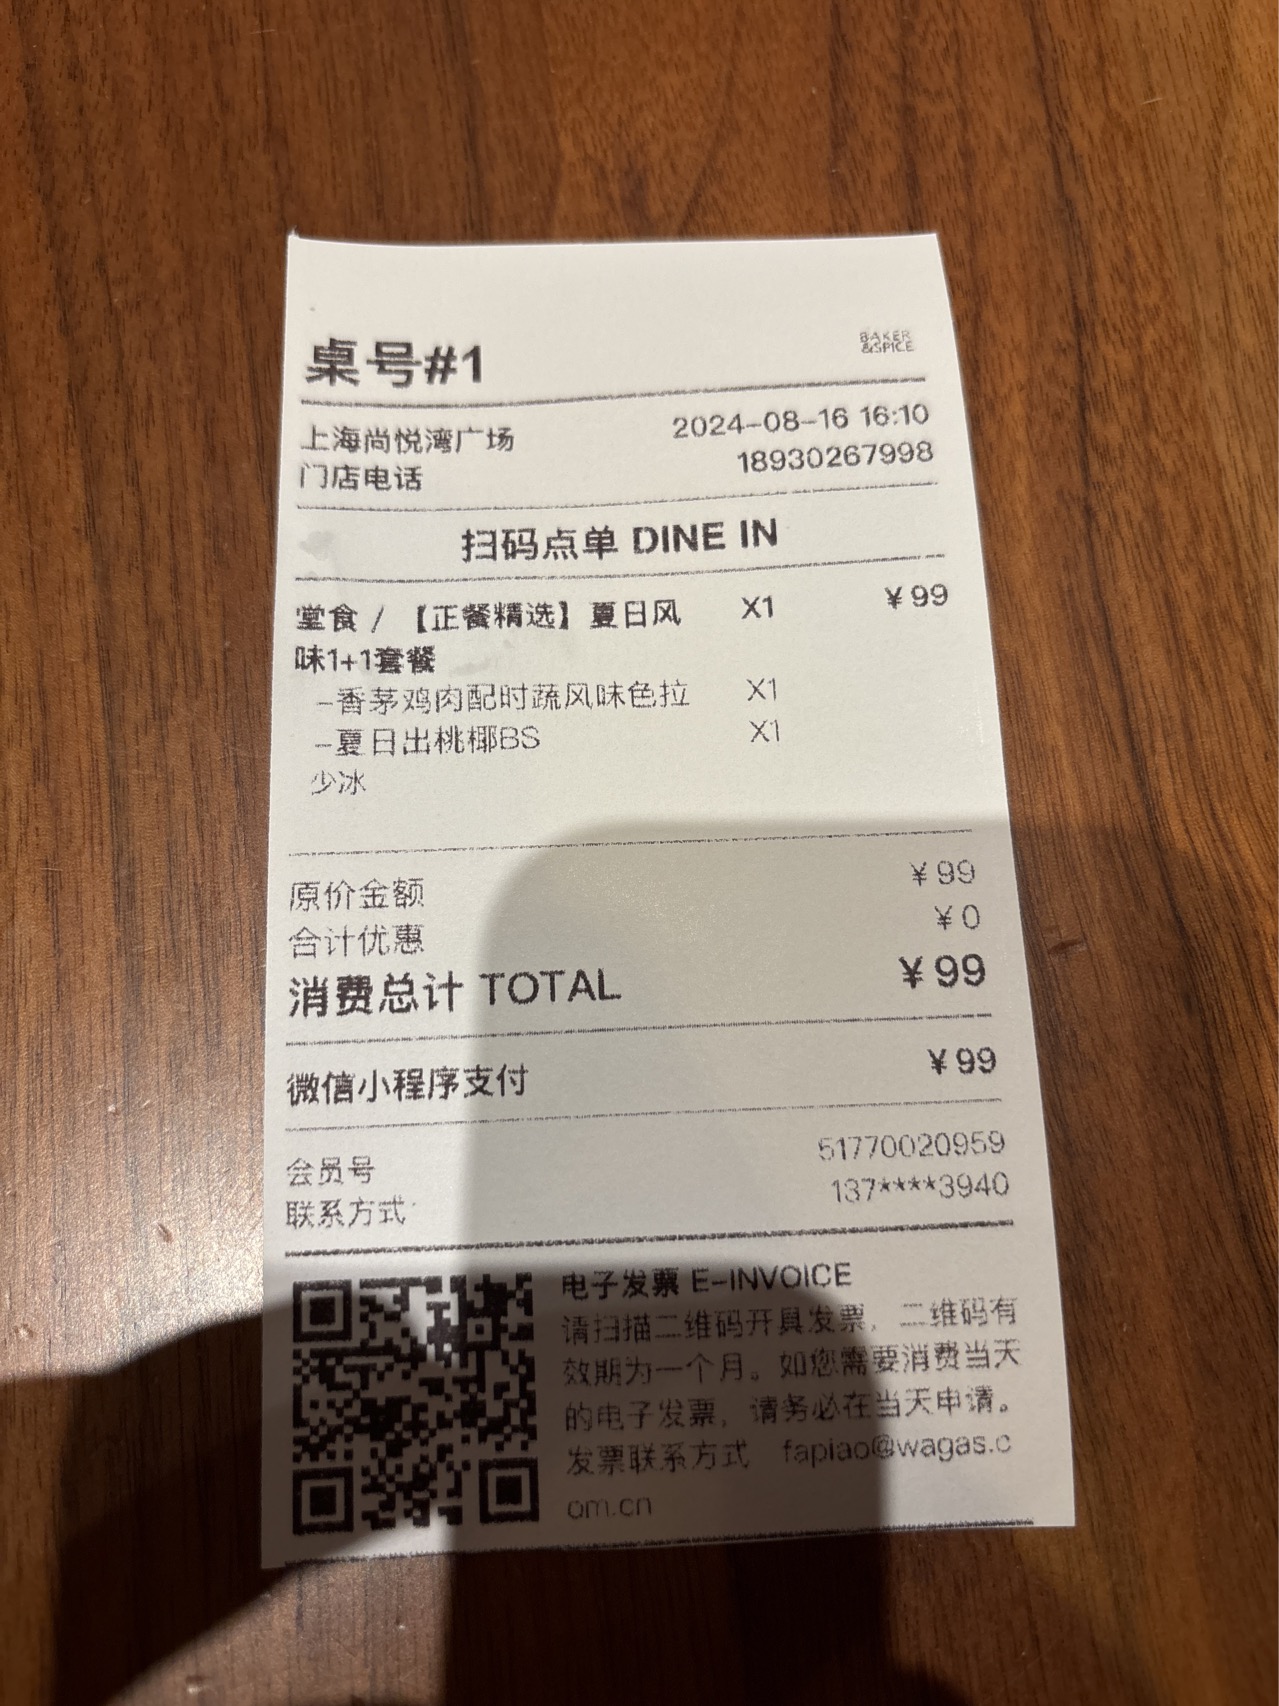 桌号#1
BAKER
&SPICE
上海尚悦湾广场 2024-08-16 16:10
门店电话 18930267998
扫码点单 DINE IN
堂食 / 【正餐精选】夏日风 X1 ¥99
味1+1套餐
-香茅鸡肉配时蔬风味色拉 X1
-夏日出桃椰BS X1
少冰
原价金额 ¥99
合计优惠 ¥0
消费总计 TOTAL ¥99
微信小程序支付 ¥99
会员号 51770020959
联系方式 137****3940
电子发票 E-INVOICE
请扫描二维码开具发票，二维码有
效期为一个月。如您需要消费当天
的电子发票，请务必在当天申请。
发票联系方式 fapiao@wagas.c
om.cn